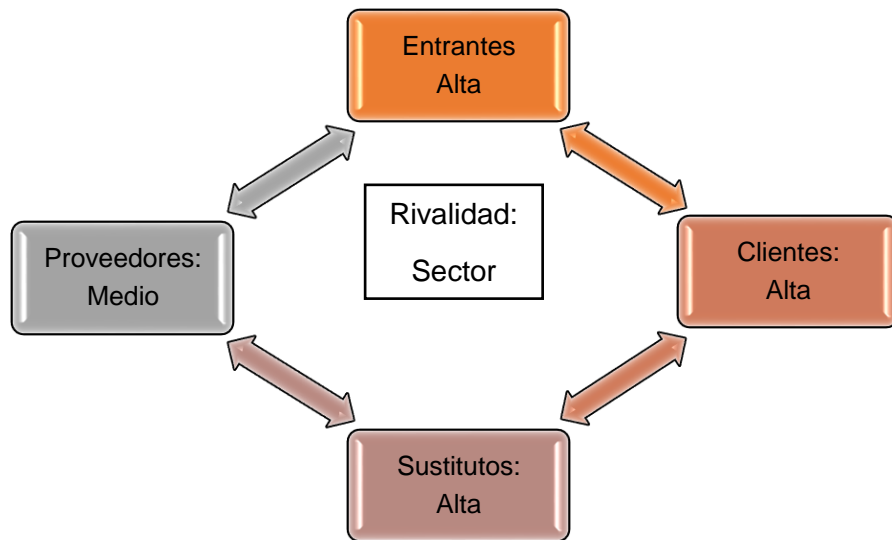 Entrantes
Alta
Rivalidad:
Sector
Proveedores:
Medio
Clientes:
Alta
Sustitutos:
Alta